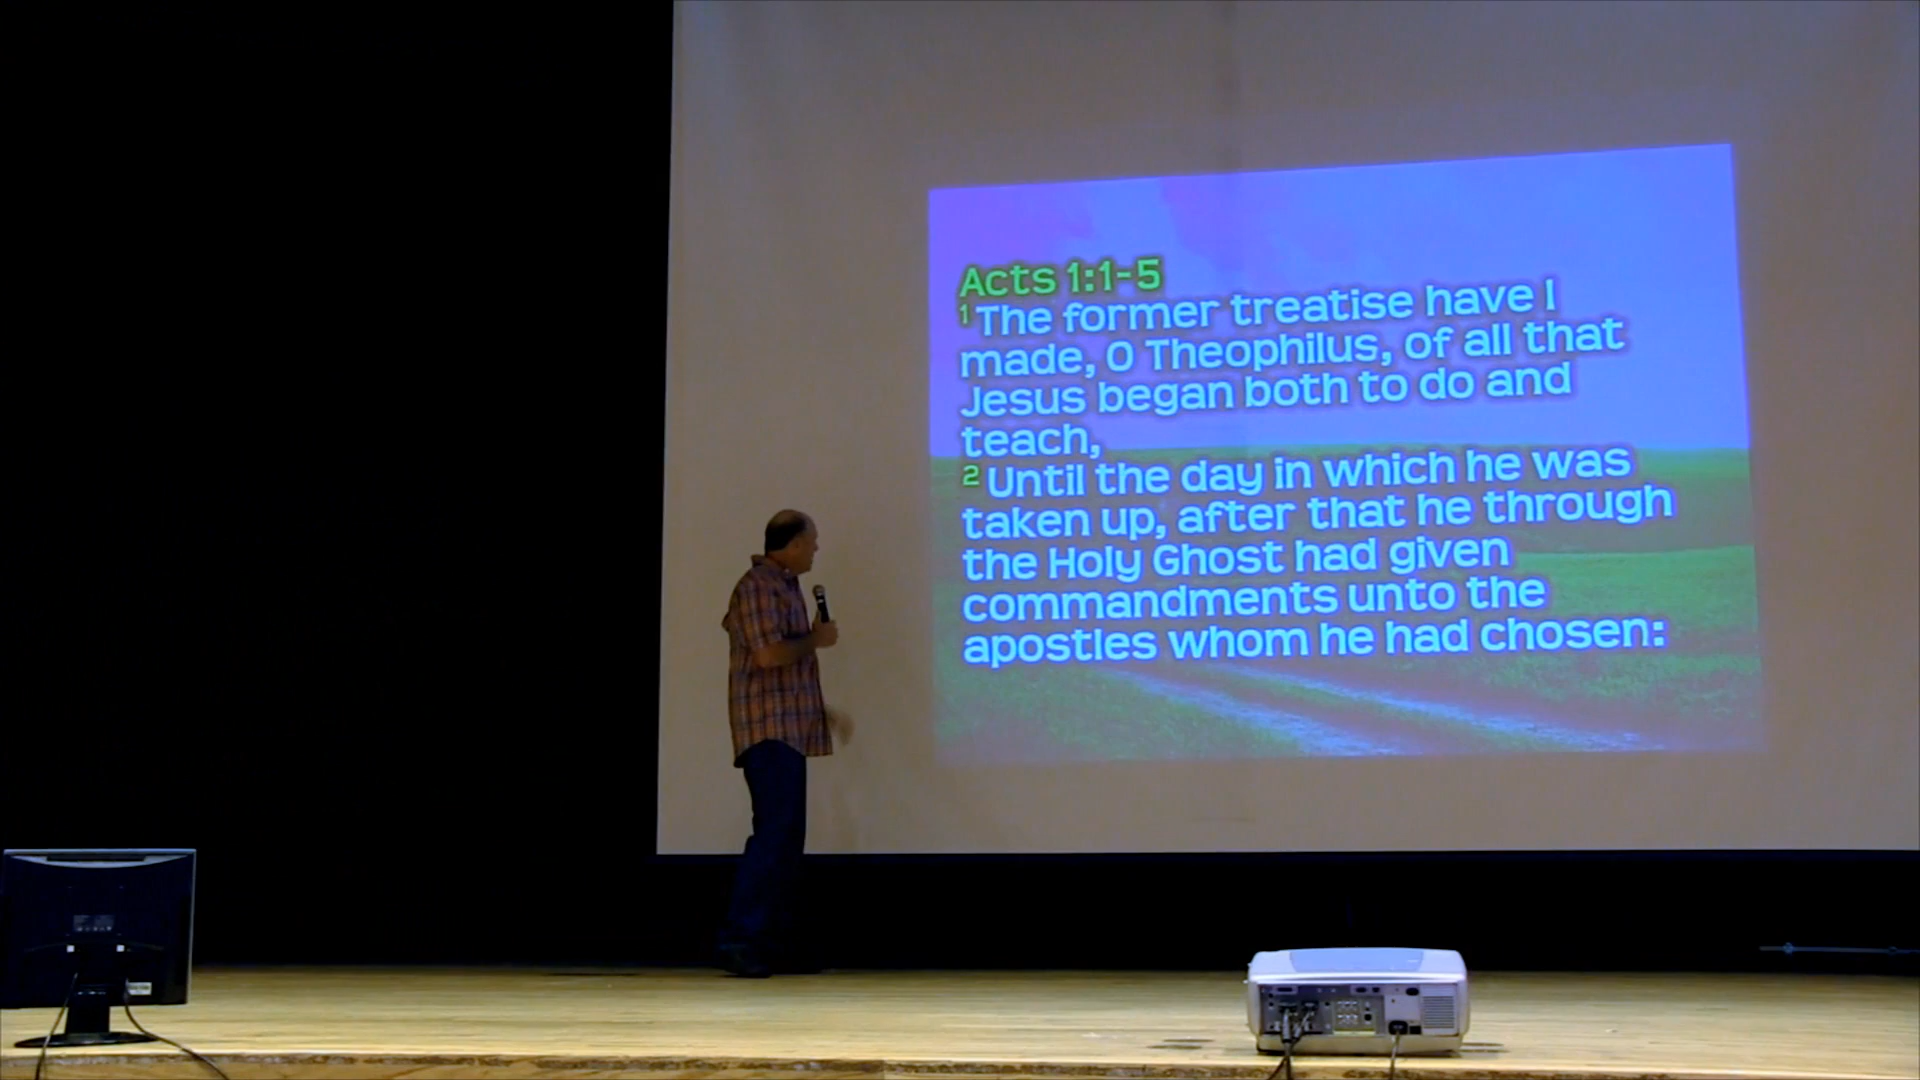 Acts 1:1-5
1 The former treatise have I
made, O Theophilus, of all that
Jesus began both to do and
teach,
2 Until the day in which he was
taken up, after that he through
the Holy Ghost had given
commandments unto the
apostles whom he had chosen: